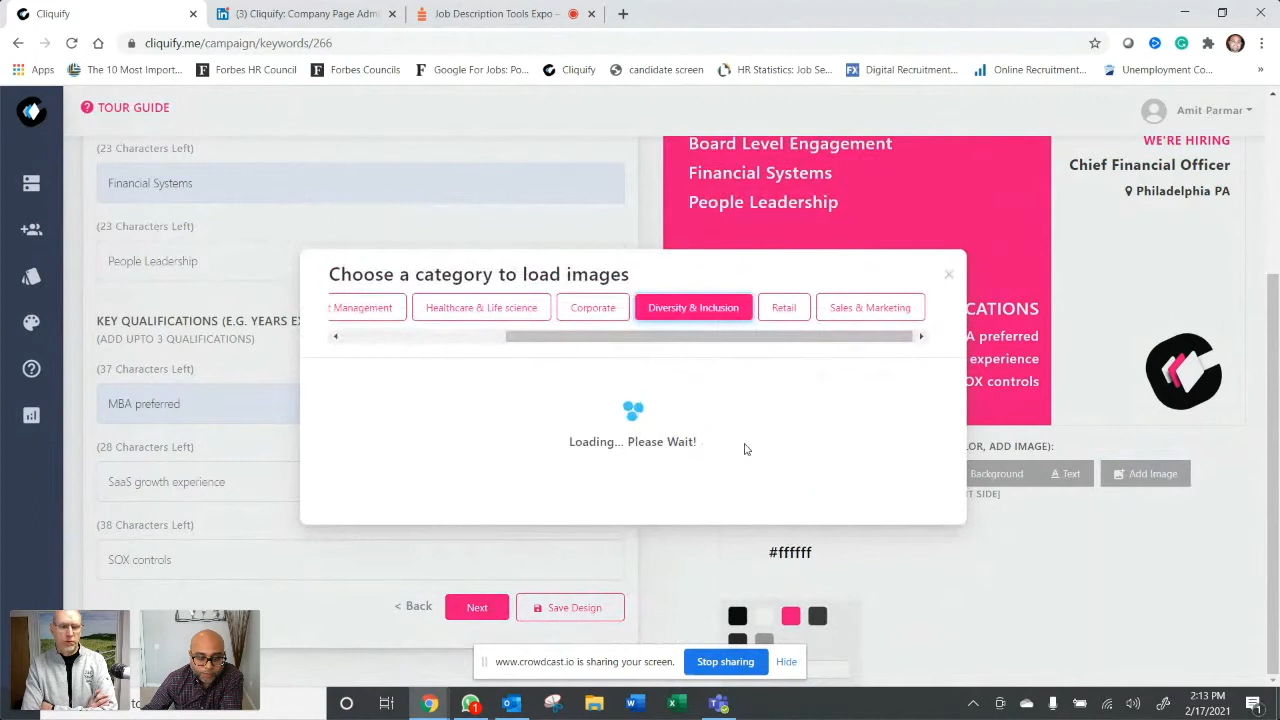 Cliquify
(3) Cliquify: Company Page Adm
Job Description Tools Expo –
cliquify.me/campaign/keywords/266
Apps
The 10 Most Import...
Forbes HR Council
Forbes Councils
Google For Jobs: Po...
Cliquify
candidate screen
HR Statistics: Job Se...
Digital Recruitment...
Online Recruitment...
Unemployment Co...
TOUR GUIDE
Amit Parmar
(23 Characters Left)
Financial Systems
(23 Characters Left)
People Leadership
KEY QUALIFICATIONS (E.G. YEARS E
(ADD UPTO 3 QUALIFICATIONS)
(37 Characters Left)
MBA preferred
(28 Characters Left)
SaaS growth experience
(38 Characters Left)
SOX controls
< Back
Next
Save Design
Board Level Engagement
Financial Systems
People Leadership
CATIONS
A preferred
experience
OX controls
WE'RE HIRING
Chief Financial Officer
Philadelphia PA
Choose a category to load images
t Management
Healthcare & Life science
Corporate
Diversity & Inclusion
Retail
Sales & Marketing
Loading... Please Wait!
LOR, ADD IMAGE):
Background
A Text
Add Image
T SIDE]
#ffffff
www.crowdcast.io is sharing your screen.
Stop sharing
Hide
2:13 PM
2/17/2021